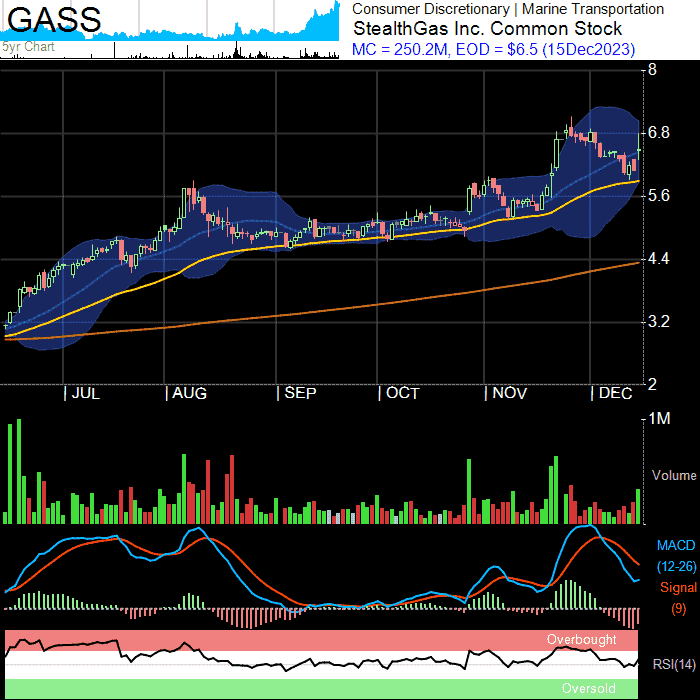 GASS
5yr Chart
Consumer Discretionary | Marine Transportation
StealthGas Inc. Common Stock
MC = 250.2M, EOD = $6.5 (15Dec2023)
8
6.8
5.6
4.4
3.2
2
| JUL | AUG | SEP | OCT | NOV | DEC
1M
Volume
MACD
(12-26)
Signal
(9)
Overbought
RSI(14)
Oversold